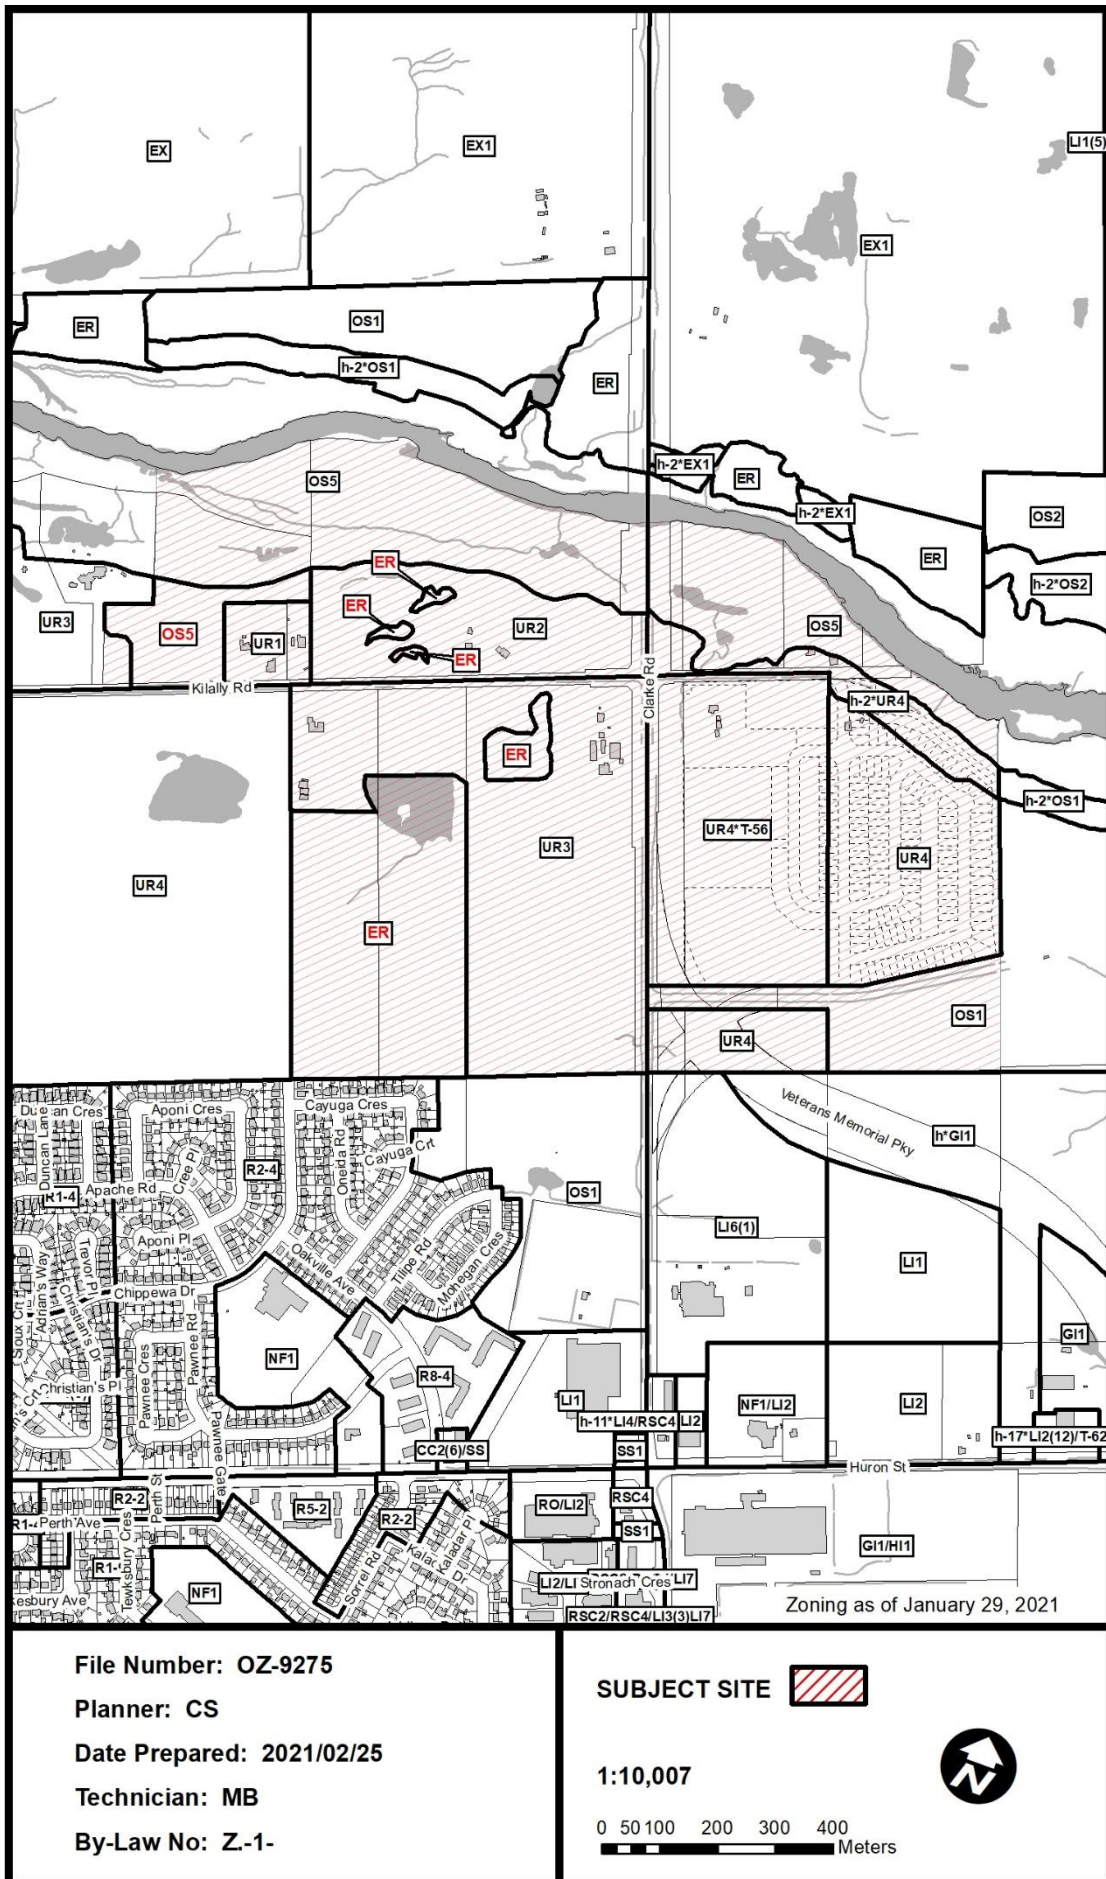 EX
EX1
LI1(5)
EX1
ER
OS1
h-2*OS1
ER
h-2*EX1
ER
h-2*EX1
OS2
ER
h-2*OS2
OS5
ER
ER
UR2
ER
UR3
OS5
UR1
OS5
Kilally Rd
Clarke Rd
h-2*UR4
ER
h-2*OS1
UR4*T-56
UR4
UR3
UR4
ER
OS1
UR4
Veterans Memorial Pky
h*GI1
Duncan Cres
Duncan Lane
Aponi Cres
Cayuga Cres
Cree Pl
R2-4
Oneida Rd
Cayuga Crt
R1-4
Apache Rd
OS1
LI6(1)
LI1
Aponi Pl
Trevor Pl
Adrian's Way
Sioux Crt
Christian's Dr
Chippewa Dr
Oakville Ave
Tillpe Rd
Mohegan Cres
Pawnee Rd
Pawnee Cres
NF1
GI1
R8-4
LI1
Christian's Pl
h-11*LI4/RSC4
LI2
NF1/LI2
LI2
Pawnee Gate
CC2(6)/SS
SS1
h-17*LI2(12)/T-62
Huron St
R2-2
Perth St
R5-2
R2-2
RO/LI2
RSC4
Perth Ave
SS1
Kaladar Pl
GI1/HI1
Tewksbury Cres
Sorrel Rd
NF1
Stronach Cres
RSC2/RSC4/LI3(3)LI7
Zoning as of January 29, 2021
File Number: OZ-9275
Planner: CS
Date Prepared: 2021/02/25
Technician: MB
By-Law No: Z.-1-
SUBJECT SITE
1:10,007
N
0 50 100 200 300 400
Meters